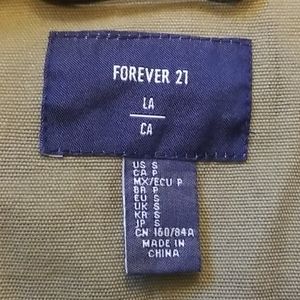 FOREVER 21
LA
CA
US S
CA P
MX/ECU P
BR P
EU S
UK S
KR S
JP S
CN 160/84A
MADE IN
CHINA